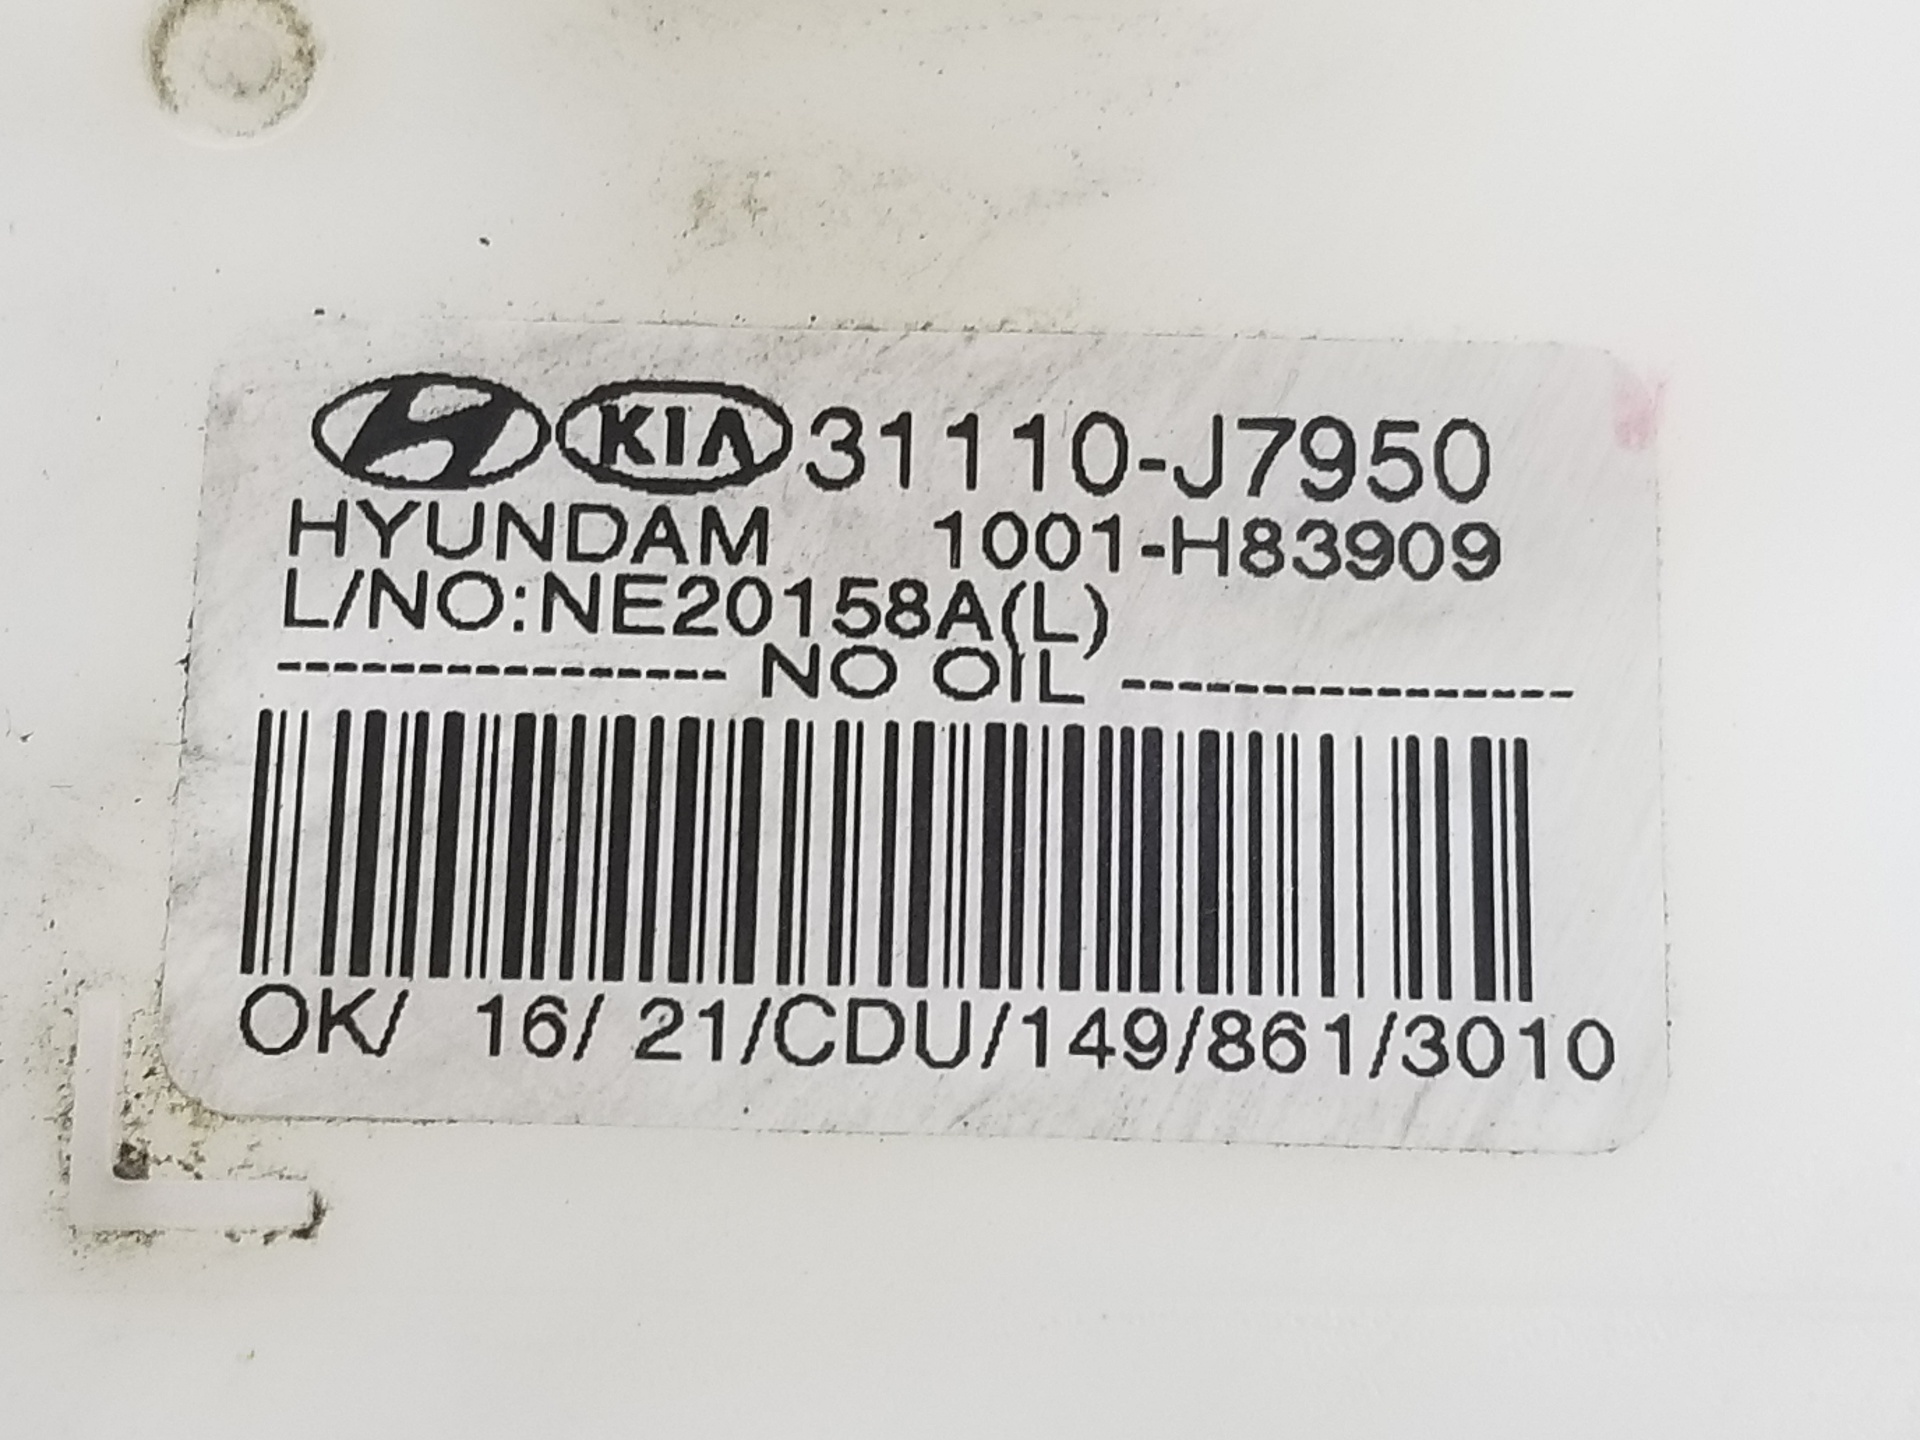 KIA 31110-J7950
HYUNDAM 1001-H83909
L/NO:NE20158A(L)
----------------- NO OIL -----------------
OK/ 16/ 21/CDU/149/861/3010